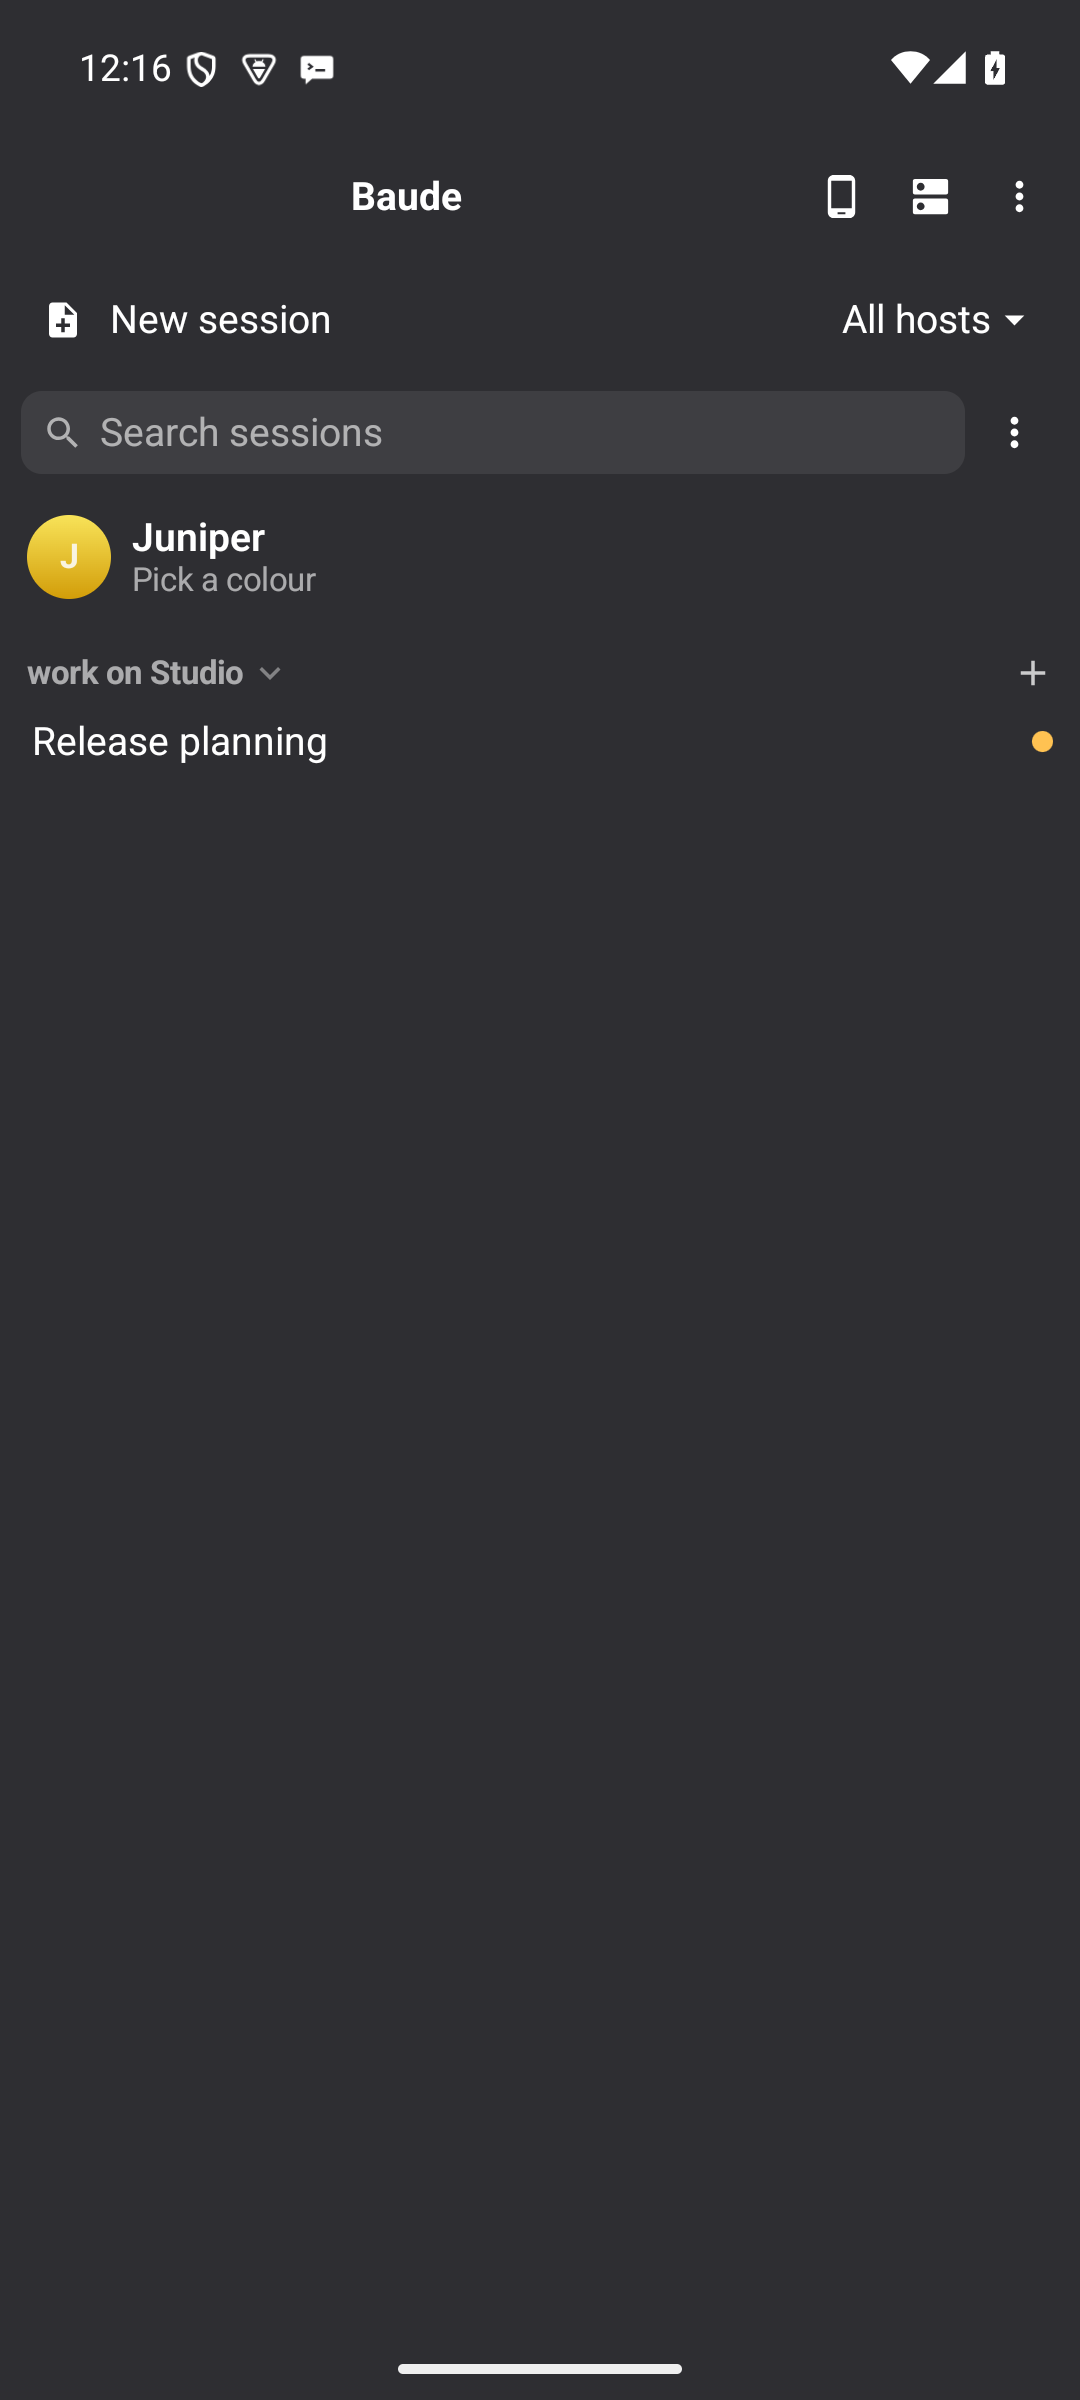 12:16
Baude
New session
All hosts
Search sessions
J
Juniper
Pick a colour
work on Studio
Release planning